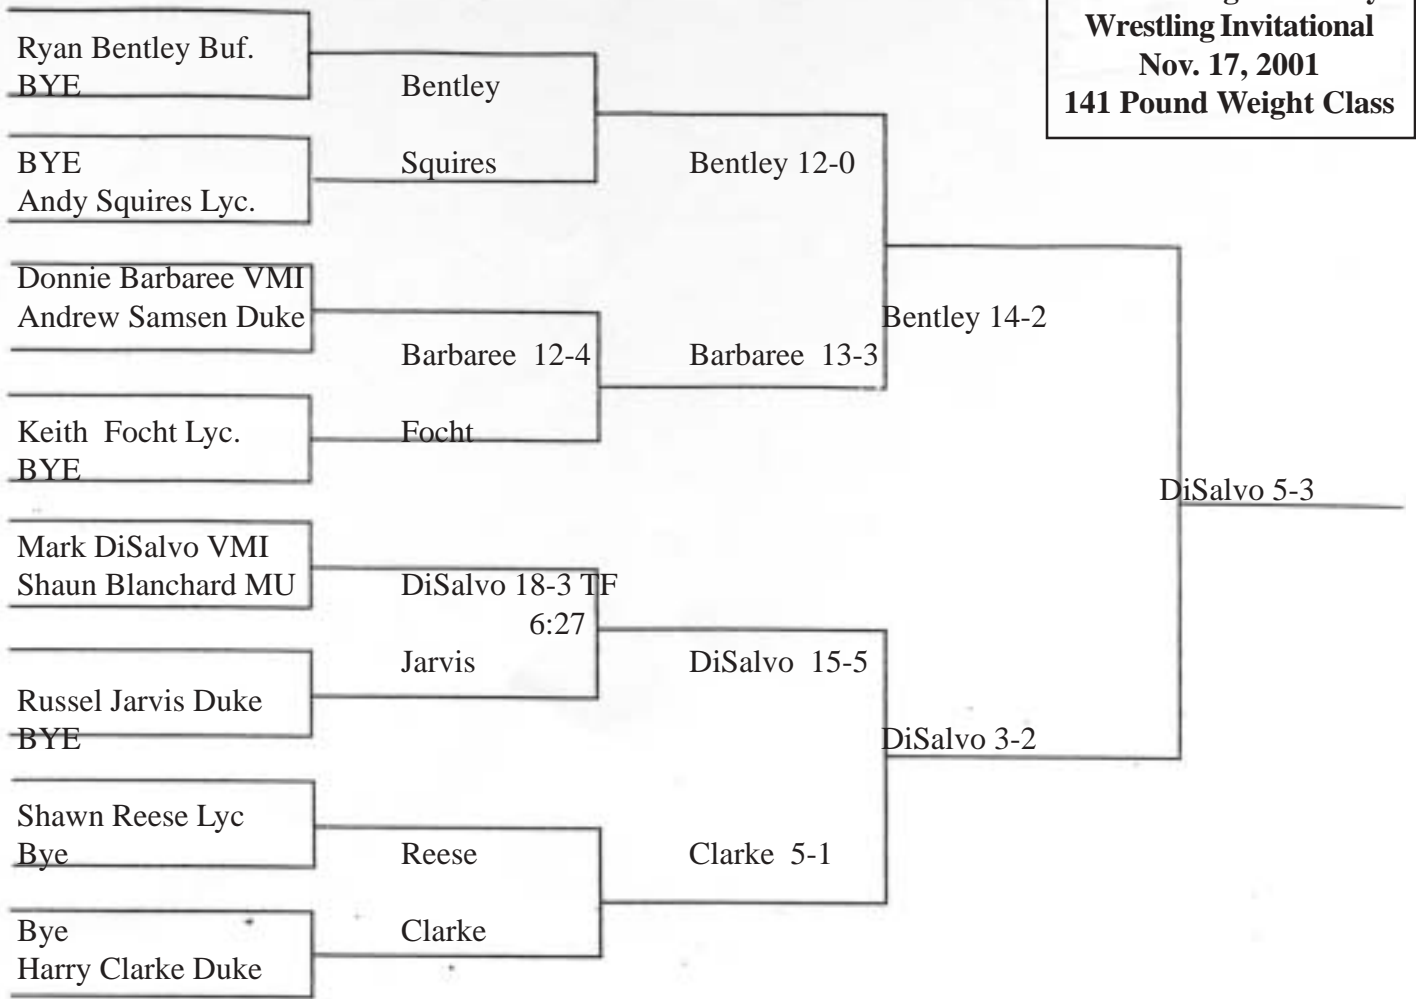 Wrestling Invitational
Nov. 17, 2001
141 Pound Weight Class
Ryan Bentley Buf.
BYE
BYE
Andy Squires Lyc.
Donnie Barbaree VMI
Andrew Samsen Duke
Keith Focht Lyc.
BYE
Mark DiSalvo VMI
Shaun Blanchard MU
Russel Jarvis Duke
BYE
Shawn Reese Lyc
Bye
Bye
Harry Clarke Duke
Bentley
Squires
Barbaree 12-4
Focht
DiSalvo 18-3 TF
6:27
Jarvis
Reese
Clarke
Bentley 12-0
Barbaree 13-3
DiSalvo 15-5
Clarke 5-1
Bentley 14-2
DiSalvo 3-2
DiSalvo 5-3